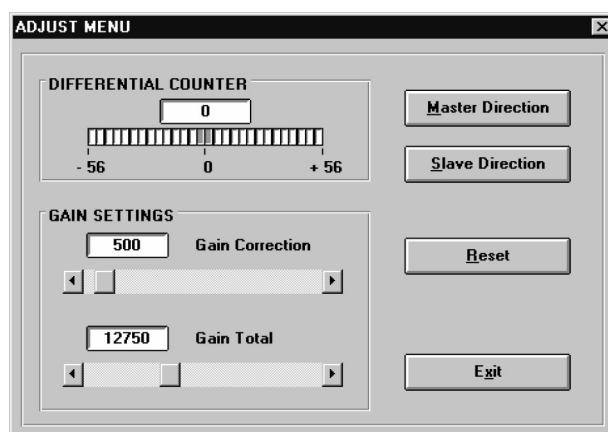 ADJUST MENU
DIFFERENTIAL COUNTER
0
- 56 0 + 56
Master Direction
Slave Direction
GAIN SETTINGS
500 Gain Correction
Reset
12750 Gain Total
Exit